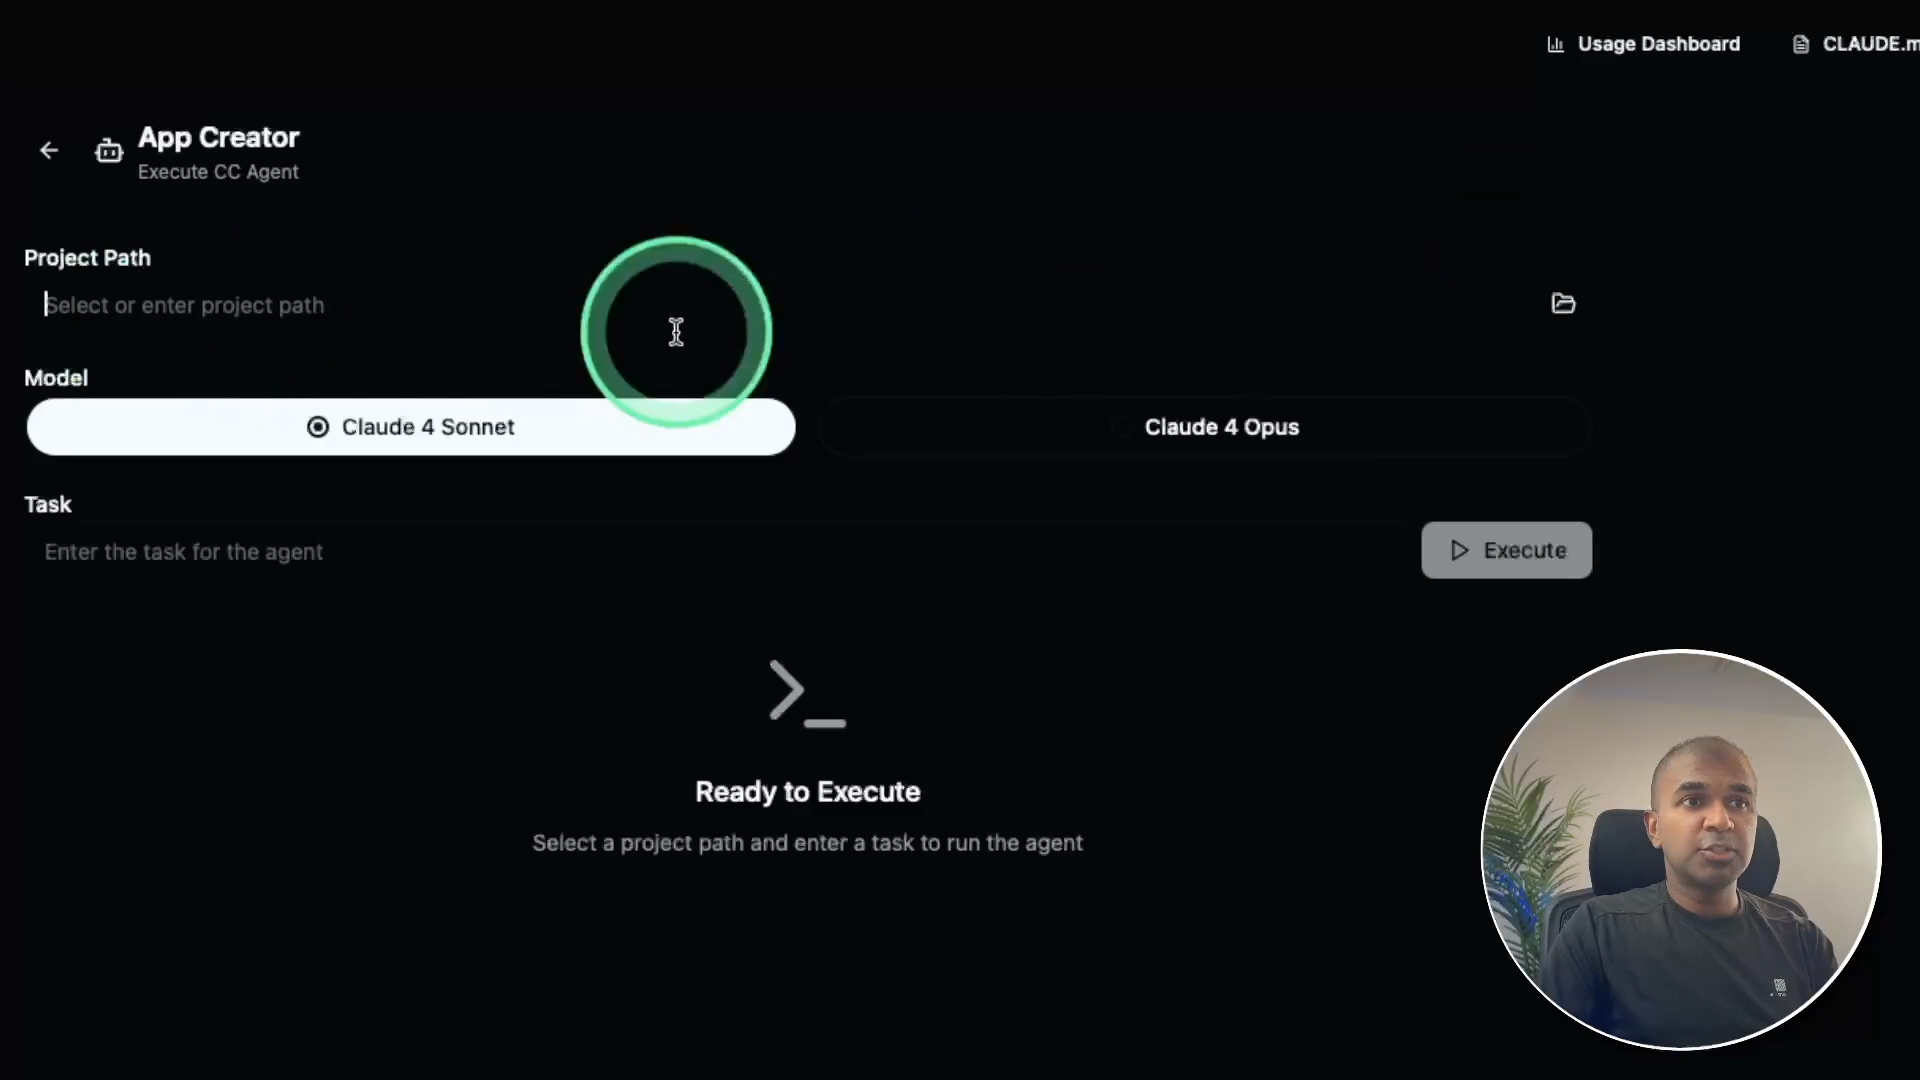 Usage Dashboard
CLAUDE.m
App Creator
Execute CC Agent
Project Path
Select or enter project path
Model
Claude 4 Sonnet
Claude 4 Opus
Task
Enter the task for the agent
Execute
Ready to Execute
Select a project path and enter a task to run the agent